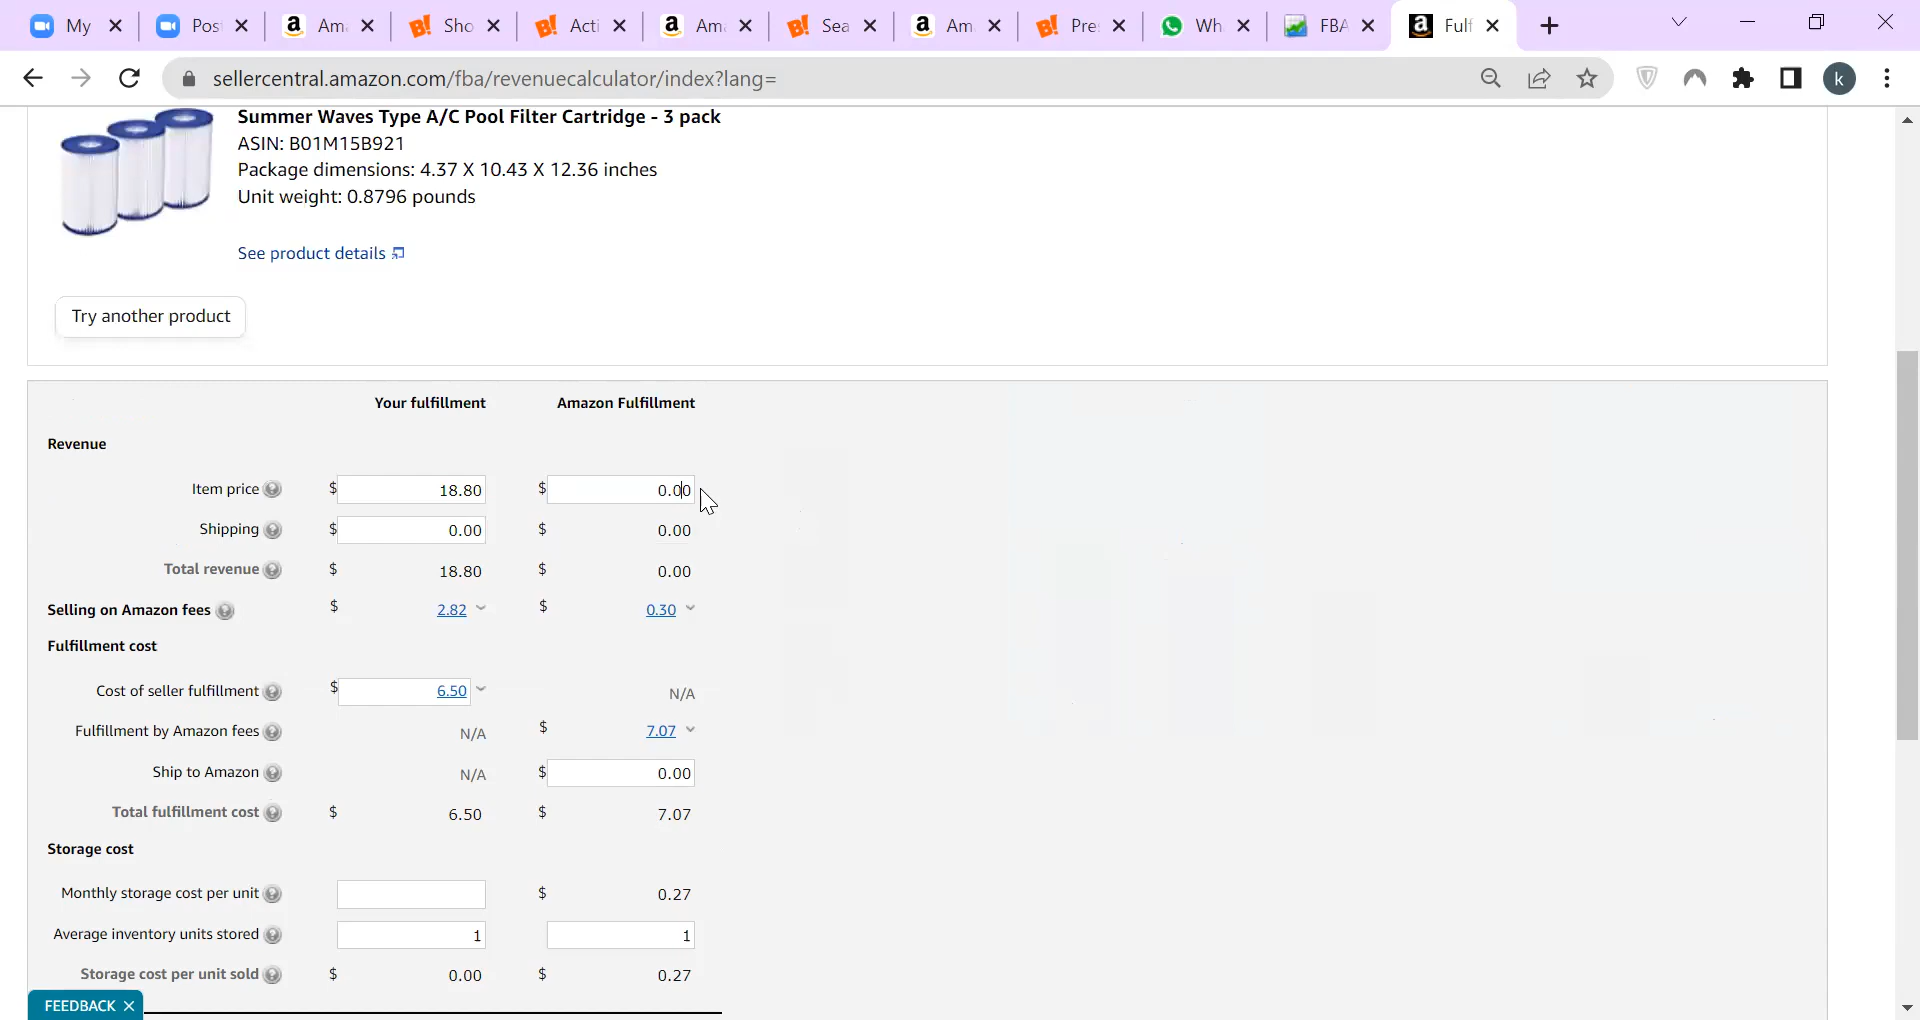 My
Pos
Am
Sho
Acti
Ama
Sea
Am
Pre
Wh
FBA
Fulf
sellercentral.amazon.com/fba/revenuecalculator/index?lang=
k
Summer Waves Type A/C Pool Filter Cartridge - 3 pack
ASIN: B01M15B921
Package dimensions: 4.37 X 10.43 X 12.36 inches
Unit weight: 0.8796 pounds
See product details
Try another product
Your fulfillment Amazon Fulfillment
Revenue
Item price $ 18.80 $ 0.00
Shipping $ 0.00 $ 0.00
Total revenue $ 18.80 $ 0.00
Selling on Amazon fees $ 2.82 $ 0.30
Fulfillment cost
Cost of seller fulfillment $ 6.50 N/A
Fulfillment by Amazon fees N/A $ 7.07
Ship to Amazon N/A $ 0.00
Total fulfillment cost $ 6.50 $ 7.07
Storage cost
Monthly storage cost per unit $ 0.27
Average inventory units stored 1 1
Storage cost per unit sold $ 0.00 $ 0.27
FEEDBACK